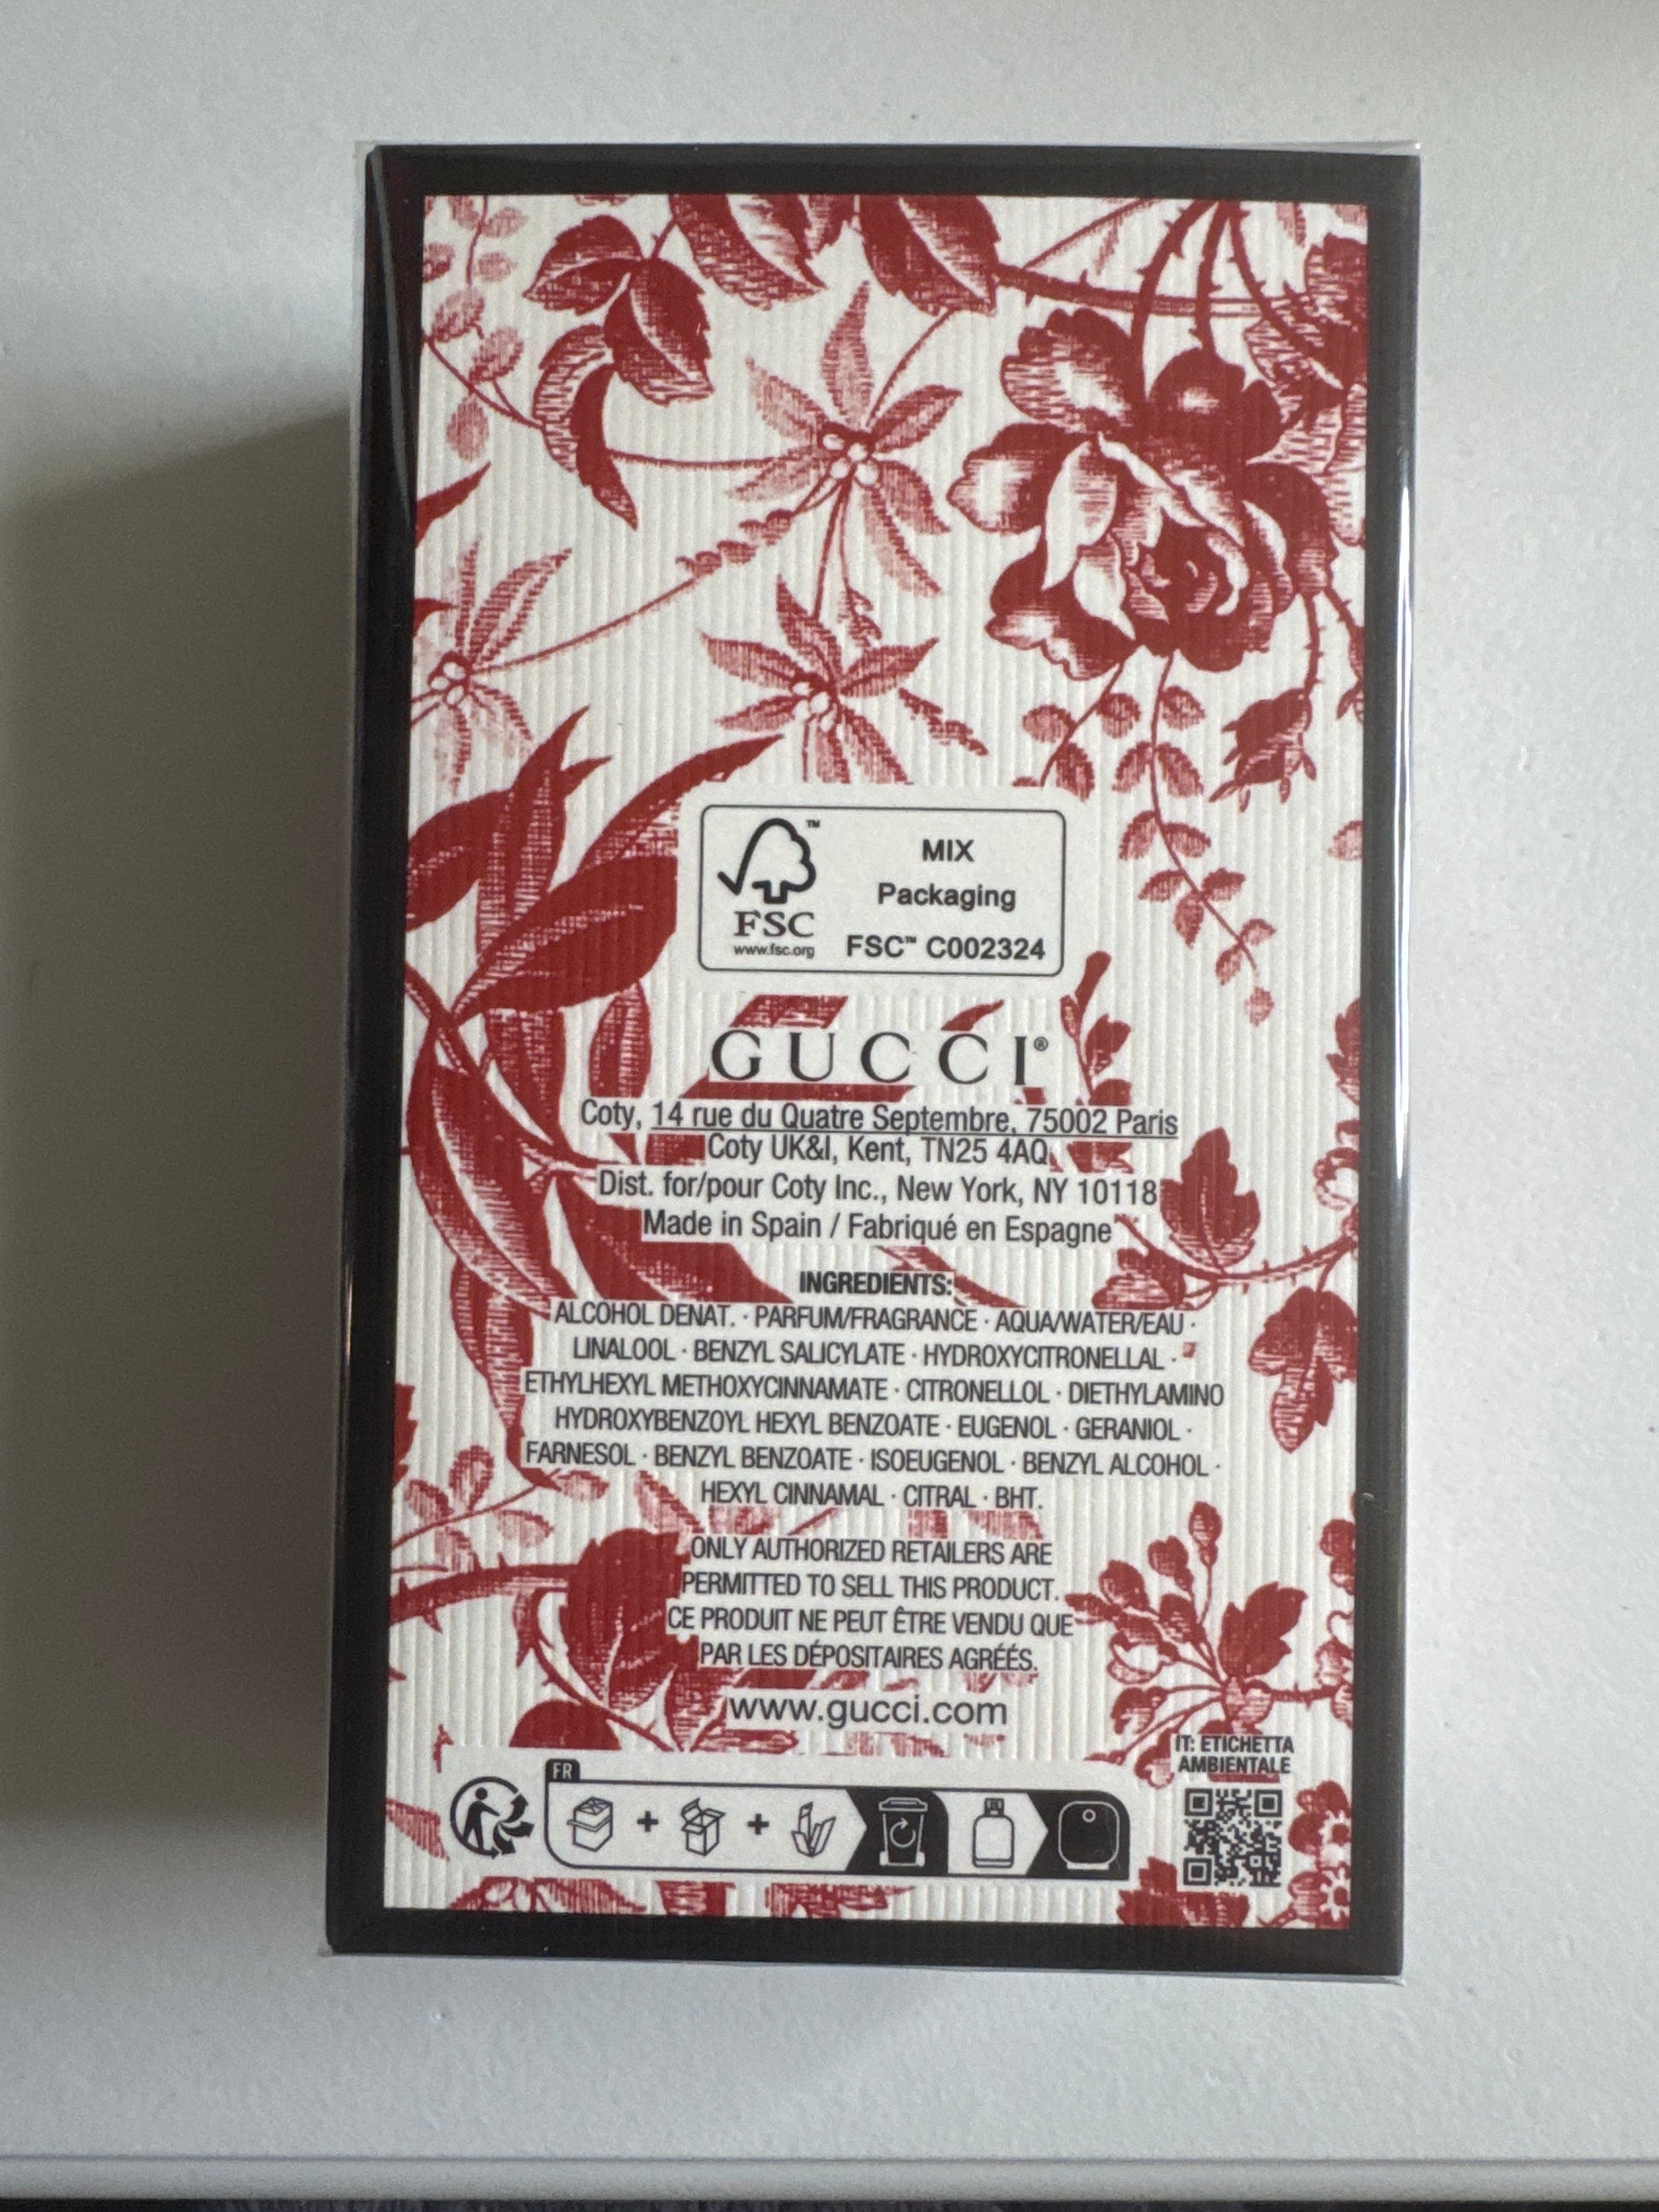 MIX
Packaging
FSC™ C002324
™
FSC
www.fsc.org
GUCCI®
Coty, 14 rue du Quatre Septembre, 75002 Paris
Coty UK&I, Kent, TN25 4AQ
Dist. for/pour Coty Inc., New York, NY 10118
Made in Spain / Fabriqué en Espagne
INGREDIENTS:
ALCOHOL DENAT. · PARFUM/FRAGRANCE · AQUA/WATER/EAU ·
LINALOOL · BENZYL SALICYLATE · HYDROXYCITRONELLAL ·
ETHYLHEXYL METHOXYCINNAMATE · CITRONELLOL · DIETHYLAMINO
HYDROXYBENZOYL HEXYL BENZOATE · EUGENOL · GERANIOL ·
FARNESOL · BENZYL BENZOATE · ISOEUGENOL · BENZYL ALCOHOL ·
HEXYL CINNAMAL · CITRAL · BHT.
ONLY AUTHORIZED RETAILERS ARE
PERMITTED TO SELL THIS PRODUCT.
CE PRODUIT NE PEUT ÊTRE VENDU QUE
PAR LES DÉPOSITAIRES AGRÉÉS.
www.gucci.com
IT: ETICHETTA
AMBIENTALE
FR